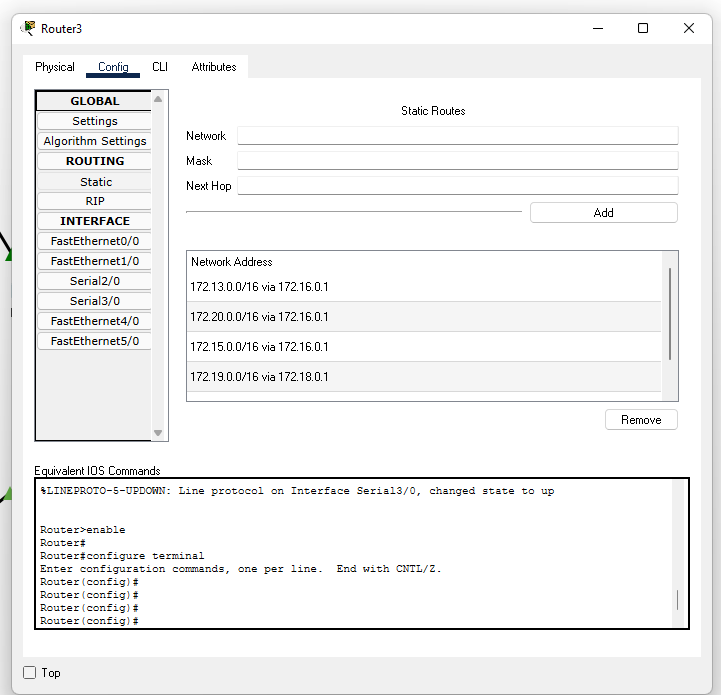 Router3
Physical Config CLI Attributes
GLOBAL
Settings
Algorithm Settings
ROUTING
Static
RIP
INTERFACE
FastEthernet0/0
FastEthernet1/0
Serial2/0
Serial3/0
FastEthernet4/0
FastEthernet5/0
Static Routes
Network
Mask
Next Hop
Add
Network Address
172.13.0.0/16 via 172.16.0.1
172.20.0.0/16 via 172.16.0.1
172.15.0.0/16 via 172.16.0.1
172.19.0.0/16 via 172.18.0.1
Remove
Equivalent IOS Commands
%LINEPROTO-5-UPDOWN: Line protocol on Interface Serial3/0, changed state to up
Router>enable
Router#
Router#configure terminal
Enter configuration commands, one per line.  End with CNTL/Z.
Router(config)#
Router(config)#
Router(config)#
Router(config)#
Top